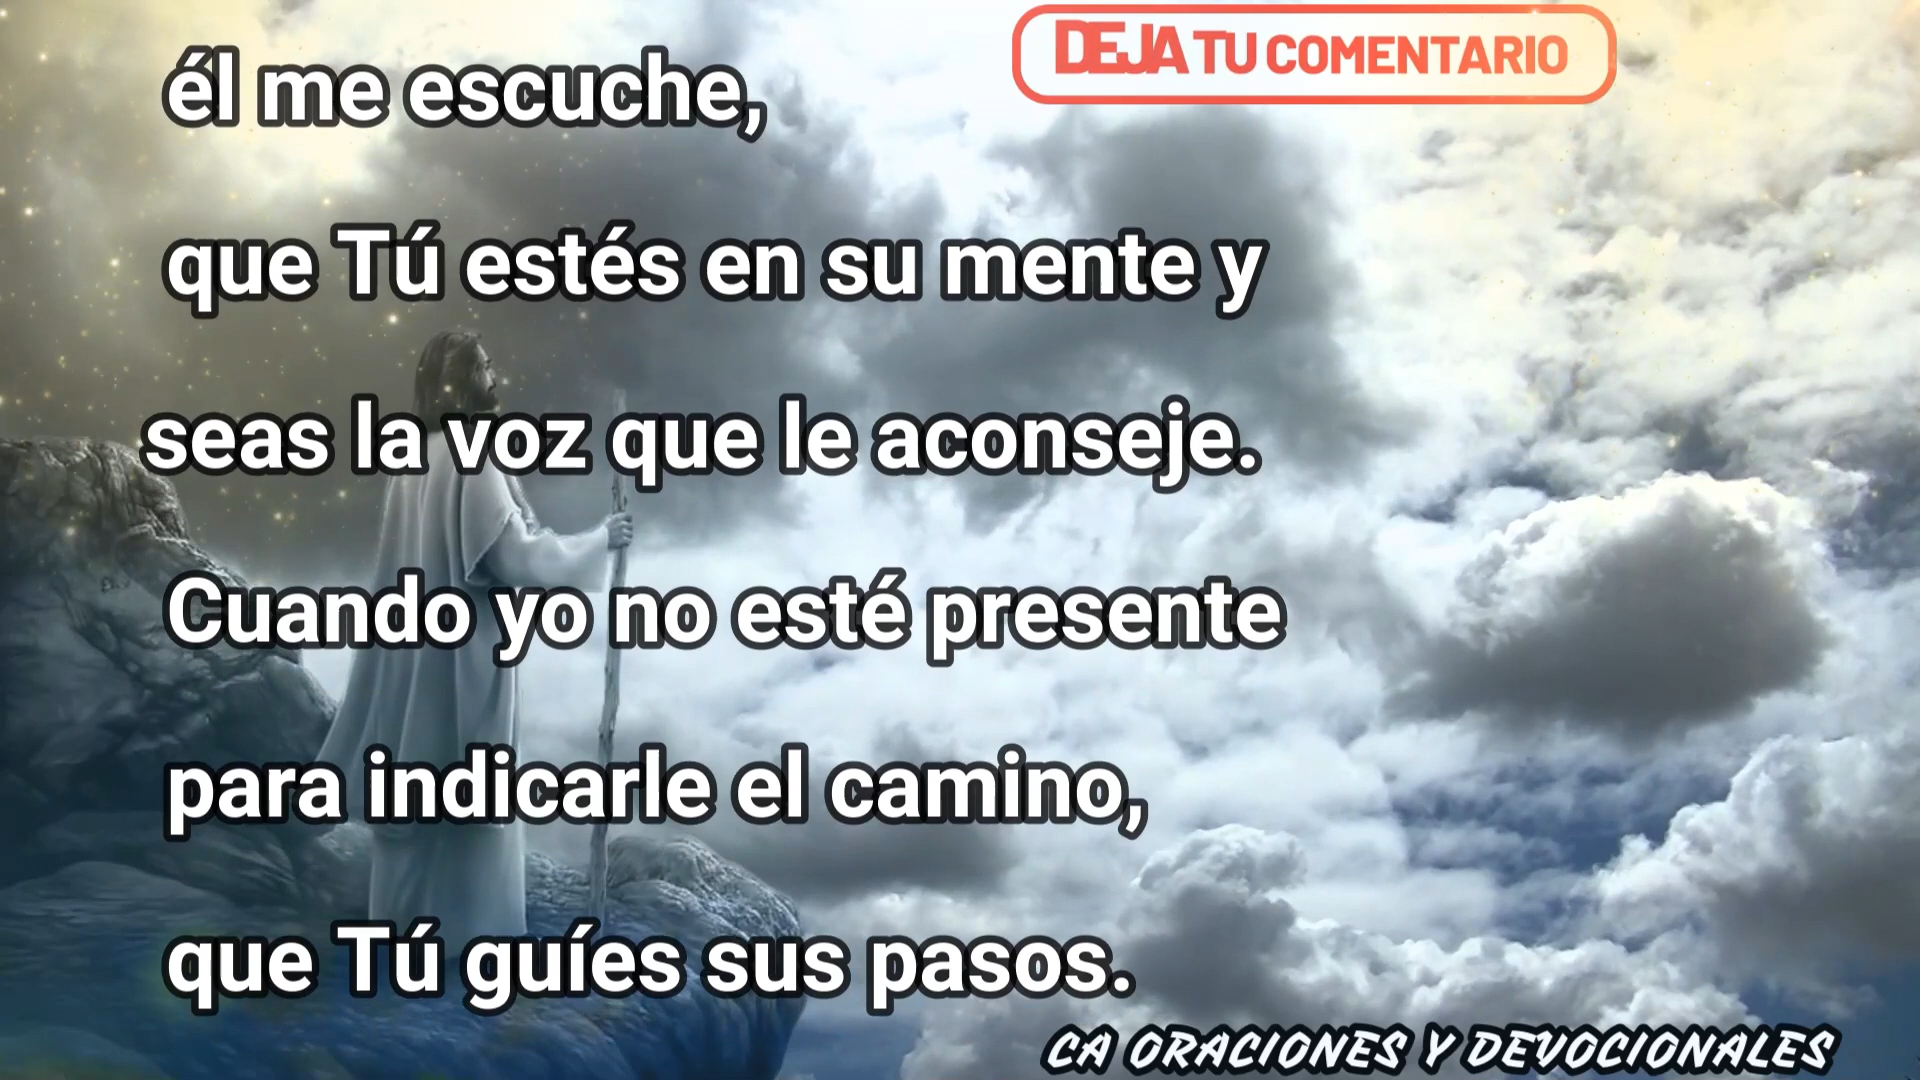 DEJA TU COMENTARIO
él me escuche,
que Tú estés en su mente y
seas la voz que le aconseje.
Cuando yo no esté presente
para indicarle el camino,
que Tú guíes sus pasos.
CA ORACIONES Y DEVOCIONALES